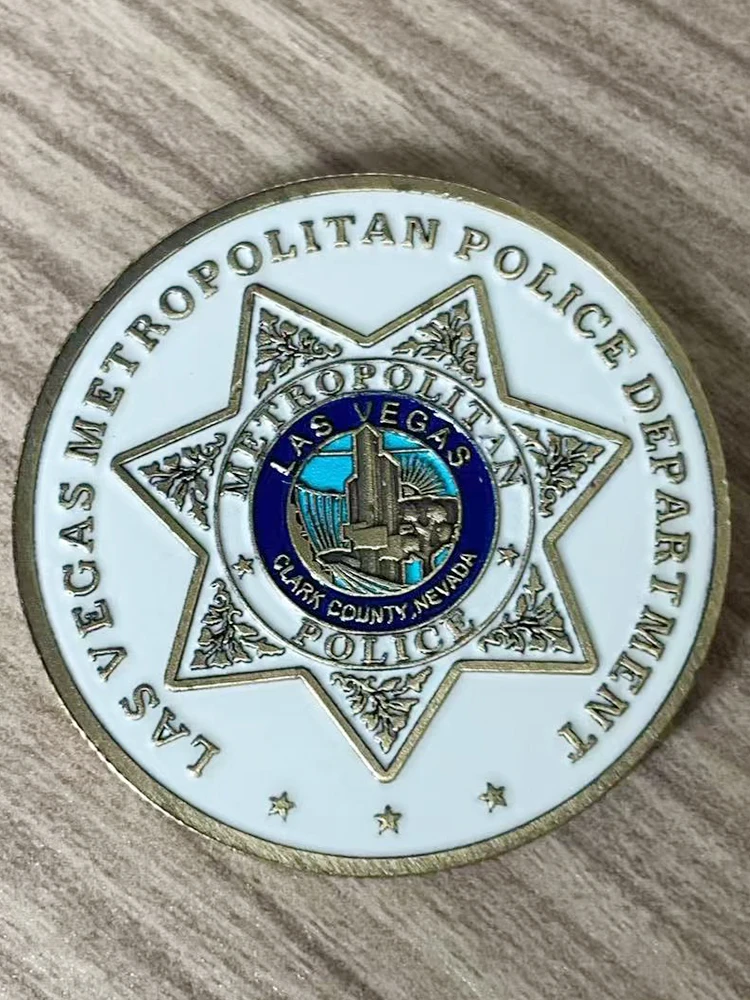 LAS VEGAS METROPOLITAN POLICE DEPARTMENT
METROPOLITAN
LAS VEGAS
CLARK COUNTY, NEVADA
POLICE